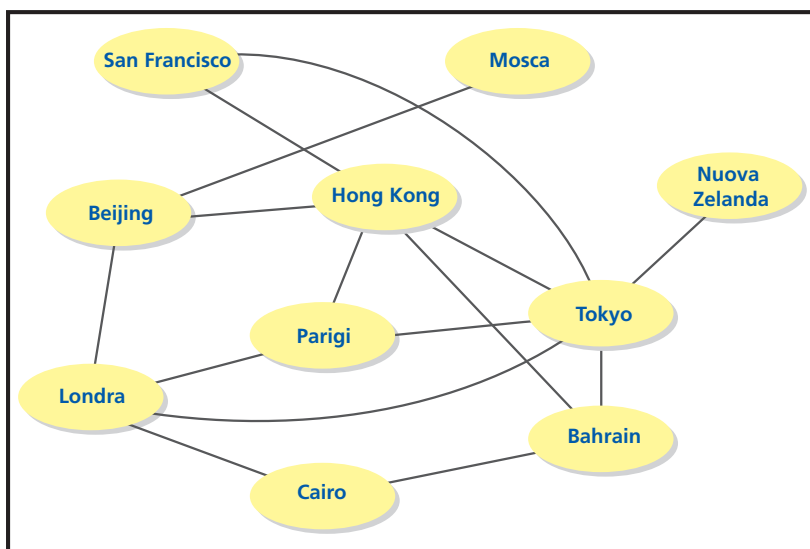 San Francisco
Mosca
Nuova
Zelanda
Hong Kong
Beijing
Tokyo
Parigi
Londra
Bahrain
Cairo